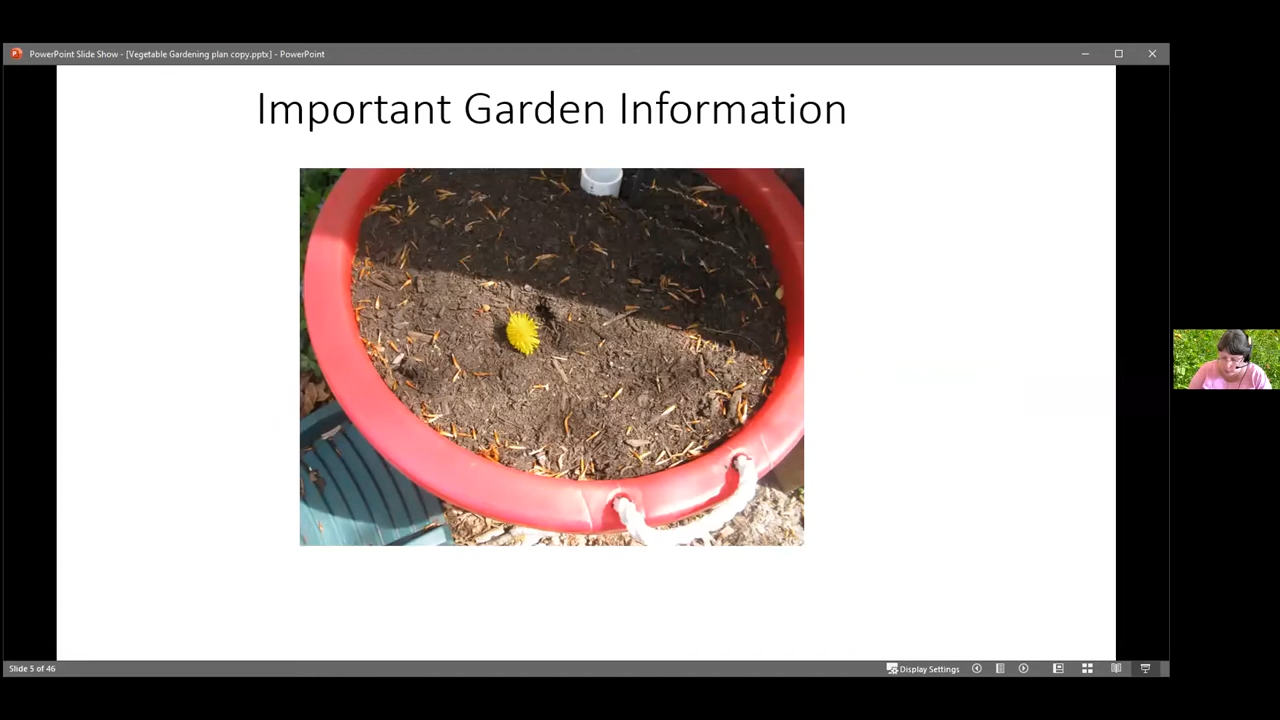 PowerPoint Slide Show - [Vegetable Gardening plan copy.pptx] - PowerPoint
Important Garden Information
Slide 5 of 46
Display Settings